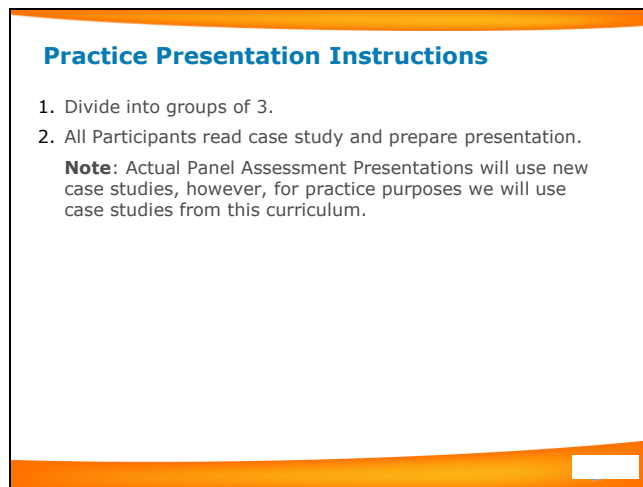 Practice Presentation Instructions
1. Divide into groups of 3.
2. All Participants read case study and prepare presentation.
Note: Actual Panel Assessment Presentations will use new
case studies, however, for practice purposes we will use
case studies from this curriculum.